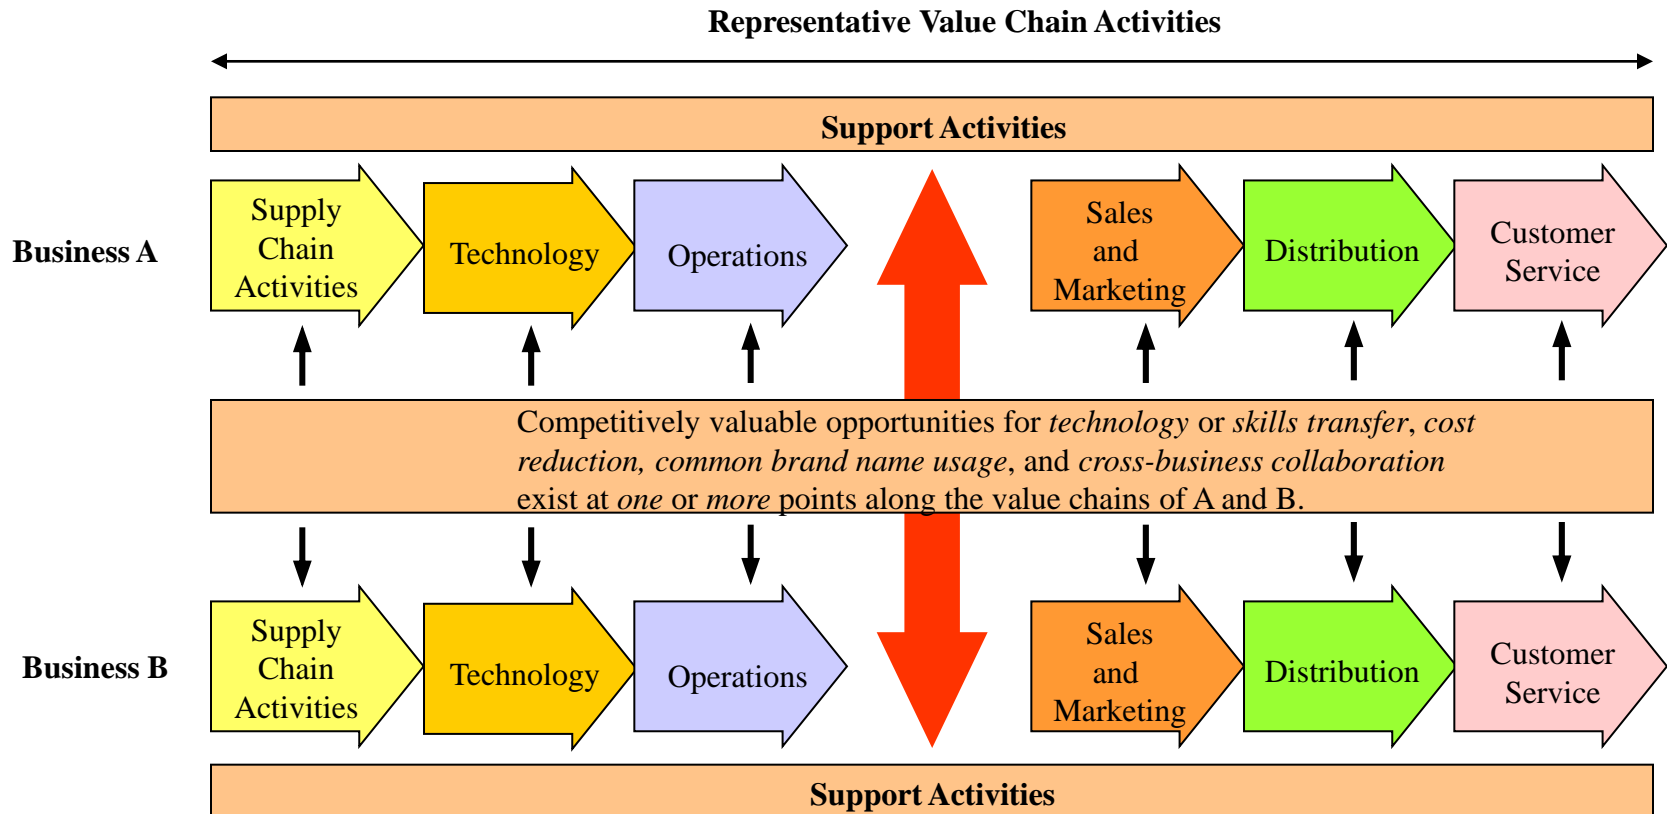 Representative Value Chain Activities
Support Activities
Business A
Supply
Chain
Activities
Technology
Operations
Sales
and
Marketing
Distribution
Customer
Service
Competitively valuable opportunities for technology or skills transfer, cost
reduction, common brand name usage, and cross-business collaboration
exist at one or more points along the value chains of A and B.
Business B
Supply
Chain
Activities
Technology
Operations
Sales
and
Marketing
Distribution
Customer
Service
Support Activities